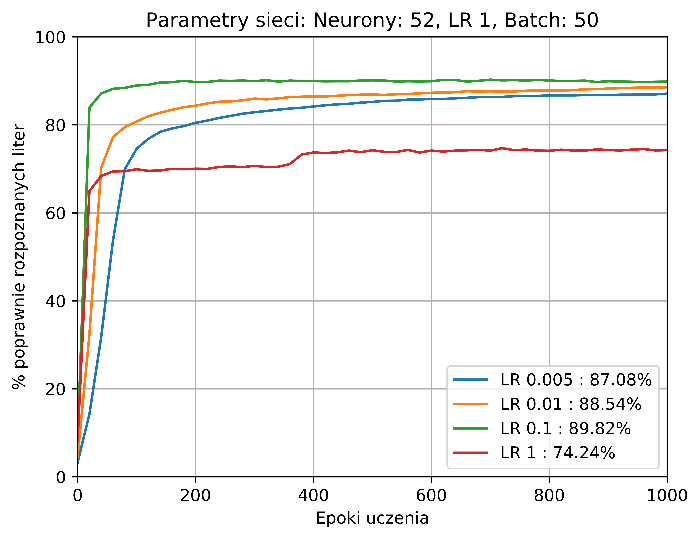 Parametry sieci: Neurony: 52, LR 1, Batch: 50
100
80
60
40
20
0
% poprawnie rozpoznanych liter
LR 0.005 : 87.08%
LR 0.01 : 88.54%
LR 0.1 : 89.82%
LR 1 : 74.24%
0 200 400 600 800 1000
Epoki uczenia